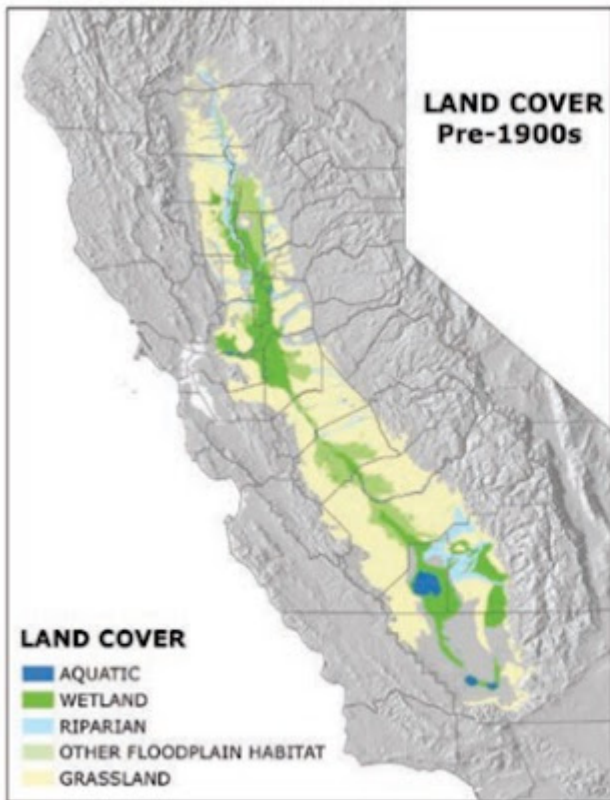 LAND COVER
Pre-1900s
LAND COVER
AQUATIC
WETLAND
RIPARIAN
OTHER FLOODPLAIN HABITAT
GRASSLAND